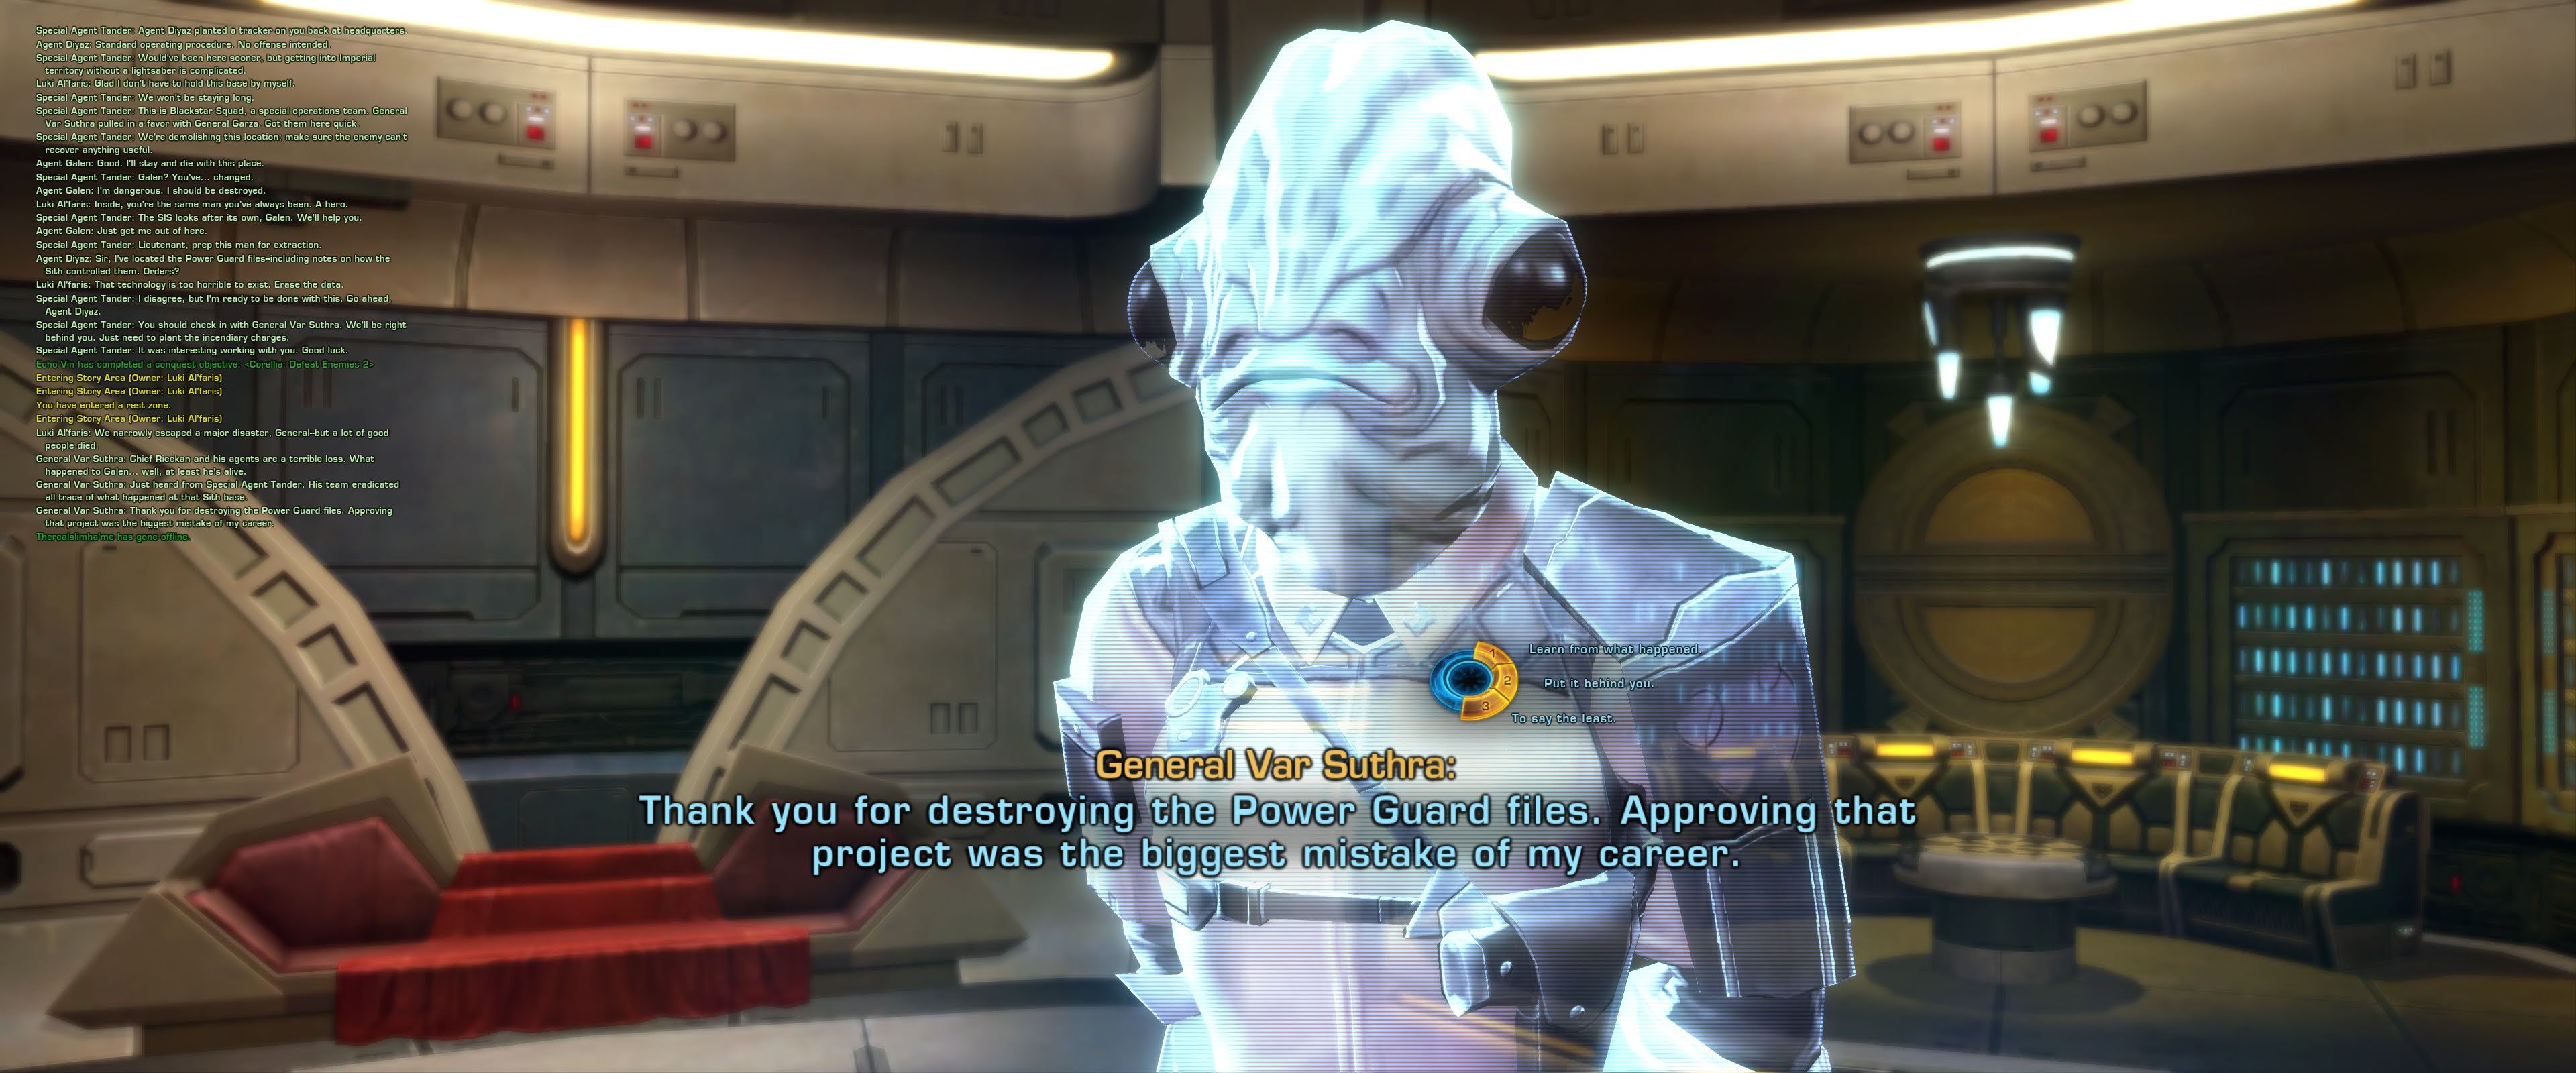 Special Agent Tander: Agent Diyaz planted a tracker on you back at headquarters.
Agent Diyaz: Standard operating procedure. No offense intended.
Special Agent Tander: Would've been here sooner, but getting into Imperial
territory without a lightsaber is complicated.
Luki Al'faris: Glad I don't have to hold this base by myself.
Special Agent Tander: We won't be staying long.
Special Agent Tander: This is Blackstar Squad, a special operations team. General
Var Suthra pulled in a favor with General Garza. Got them here quick.
Special Agent Tander: We're demolishing this location; make sure the enemy can't
recover anything useful.
Agent Galen: Good. I'll stay and die with this place.
Special Agent Tander: Galen? You've... changed.
Agent Galen: I'm dangerous. I should be destroyed.
Luki Al'faris: Inside, you're the same man you've always been. A hero.
Special Agent Tander: The SIS looks after its own, Galen. We'll help you.
Agent Galen: Just get me out of here.
Special Agent Tander: Lieutenant, prep this man for extraction.
Agent Diyaz: Sir, I've located the Power Guard files–including notes on how the
Sith controlled them. Orders?
Luki Al'faris: That technology is too horrible to exist. Erase the data.
Special Agent Tander: I disagree, but I'm ready to be done with this. Go ahead,
Agent Diyaz.
Special Agent Tander: You should check in with General Var Suthra. We'll be right
behind you. Just need to plant the incendiary charges.
Special Agent Tander: It was interesting working with you. Good luck.
Echo Vin has completed a conquest objective: <Corellia: Defeat Enemies 2>
Entering Story Area (Owner: Luki Al'faris)
Entering Story Area (Owner: Luki Al'faris)
You have entered a rest zone.
Entering Story Area (Owner: Luki Al'faris)
Luki Al'faris: We narrowly escaped a major disaster, General–but a lot of good
people died.
General Var Suthra: Chief Rieekan and his agents are a terrible loss. What
happened to Galen... well, at least he's alive.
General Var Suthra: Just heard from Special Agent Tander. His team eradicated
all trace of what happened at that Sith base.
General Var Suthra: Thank you for destroying the Power Guard files. Approving
that project was the biggest mistake of my career.
Therealslimha'me has gone offline.
1 Learn from what happened.
2 Put it behind you.
3 To say the least.
General Var Suthra:
Thank you for destroying the Power Guard files. Approving that
project was the biggest mistake of my career.